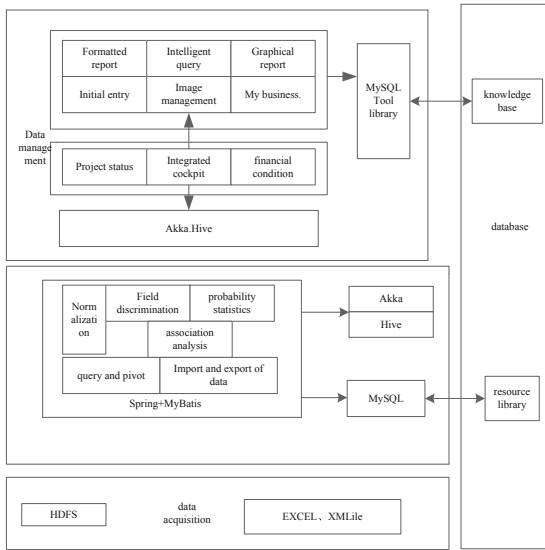 Formatted
report
Intelligent
query
Graphical
report
Initial entry
Image
management
My business.
MySQL
Tool
library
knowledge
base
Data
manage
ment
Project status
Integrated
cockpit
financial
condition
Akka.Hive
database
Norm
alizati
on
Field
discrimination
probability
statistics
association
analysis
query and pivot
Import and export of
data
Spring+MyBatis
Akka
Hive
MySQL
resource
library
HDFS
data
acquisition
EXCEL、XMLile